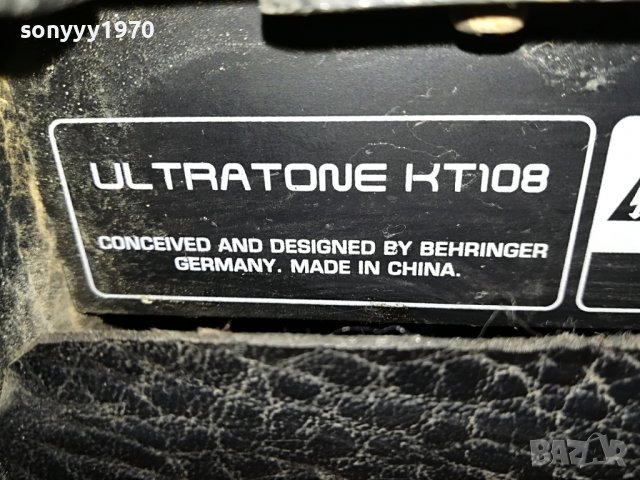 sonyyy1970
ULTRATONE KT108
CONCEIVED AND DESIGNED BY BEHRINGER
GERMANY. MADE IN CHINA.
BAZAR